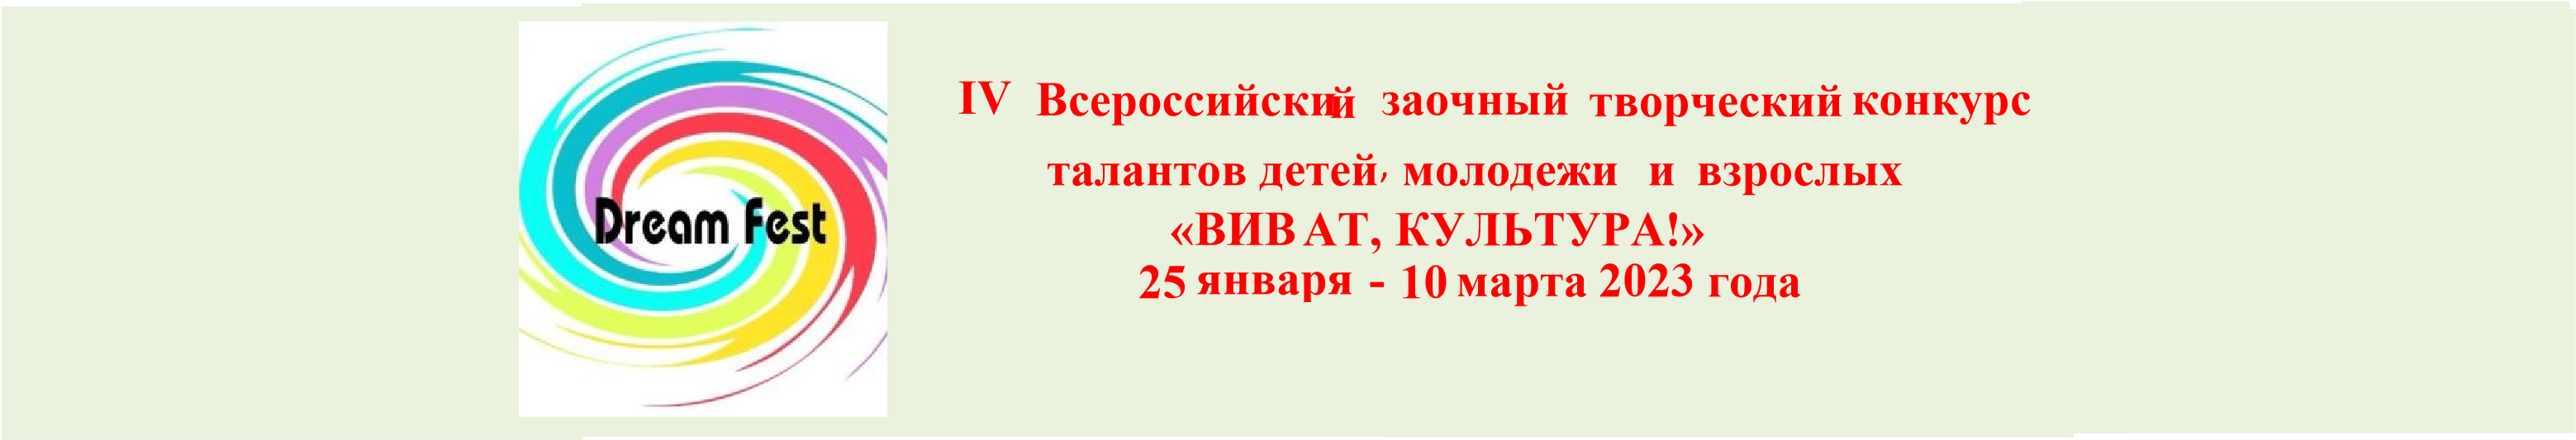 Dream Fest
IV Всероссийский заочный творческий конкурс
талантов детей, молодежи и взрослых
«ВИВАТ, КУЛЬТУРА!»
25 января - 10 марта 2023 года